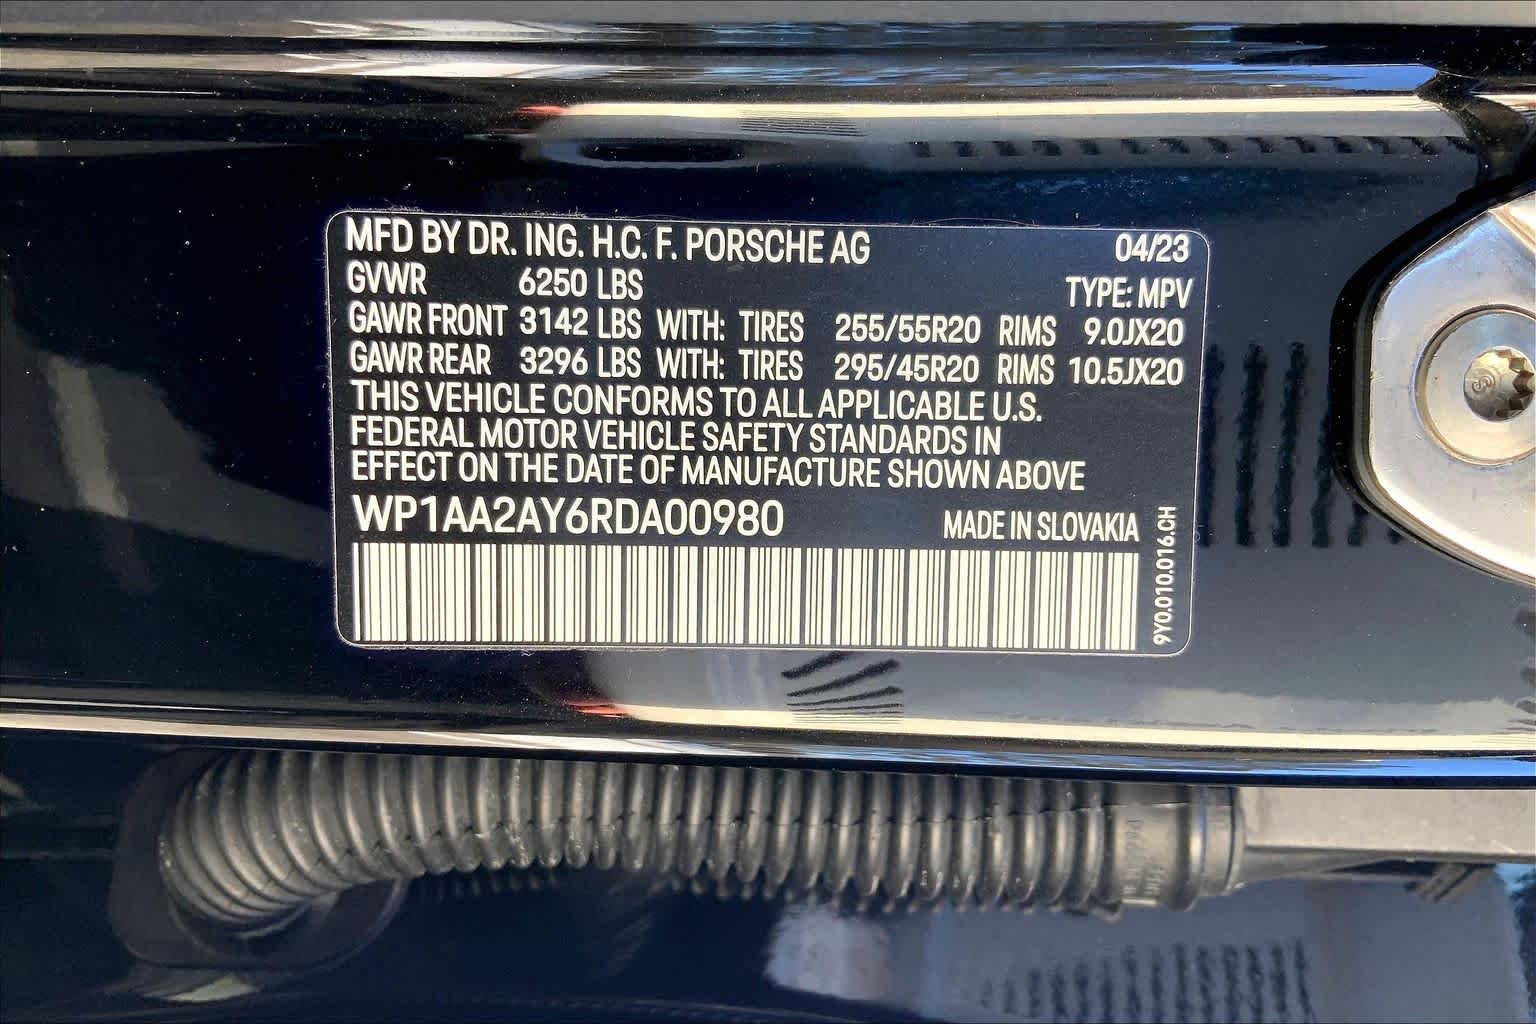 MFD BY DR. ING. H.C. F. PORSCHE AG 04/23
GVWR 6250 LBS TYPE: MPV
GAWR FRONT 3142 LBS WITH: TIRES 255/55R20 RIMS 9.0JX20
GAWR REAR 3296 LBS WITH: TIRES 295/45R20 RIMS 10.5JX20
THIS VEHICLE CONFORMS TO ALL APPLICABLE U.S.
FEDERAL MOTOR VEHICLE SAFETY STANDARDS IN
EFFECT ON THE DATE OF MANUFACTURE SHOWN ABOVE
WP1AA2AY6RDA00980 MADE IN SLOVAKIA
9Y0.010.016.CH